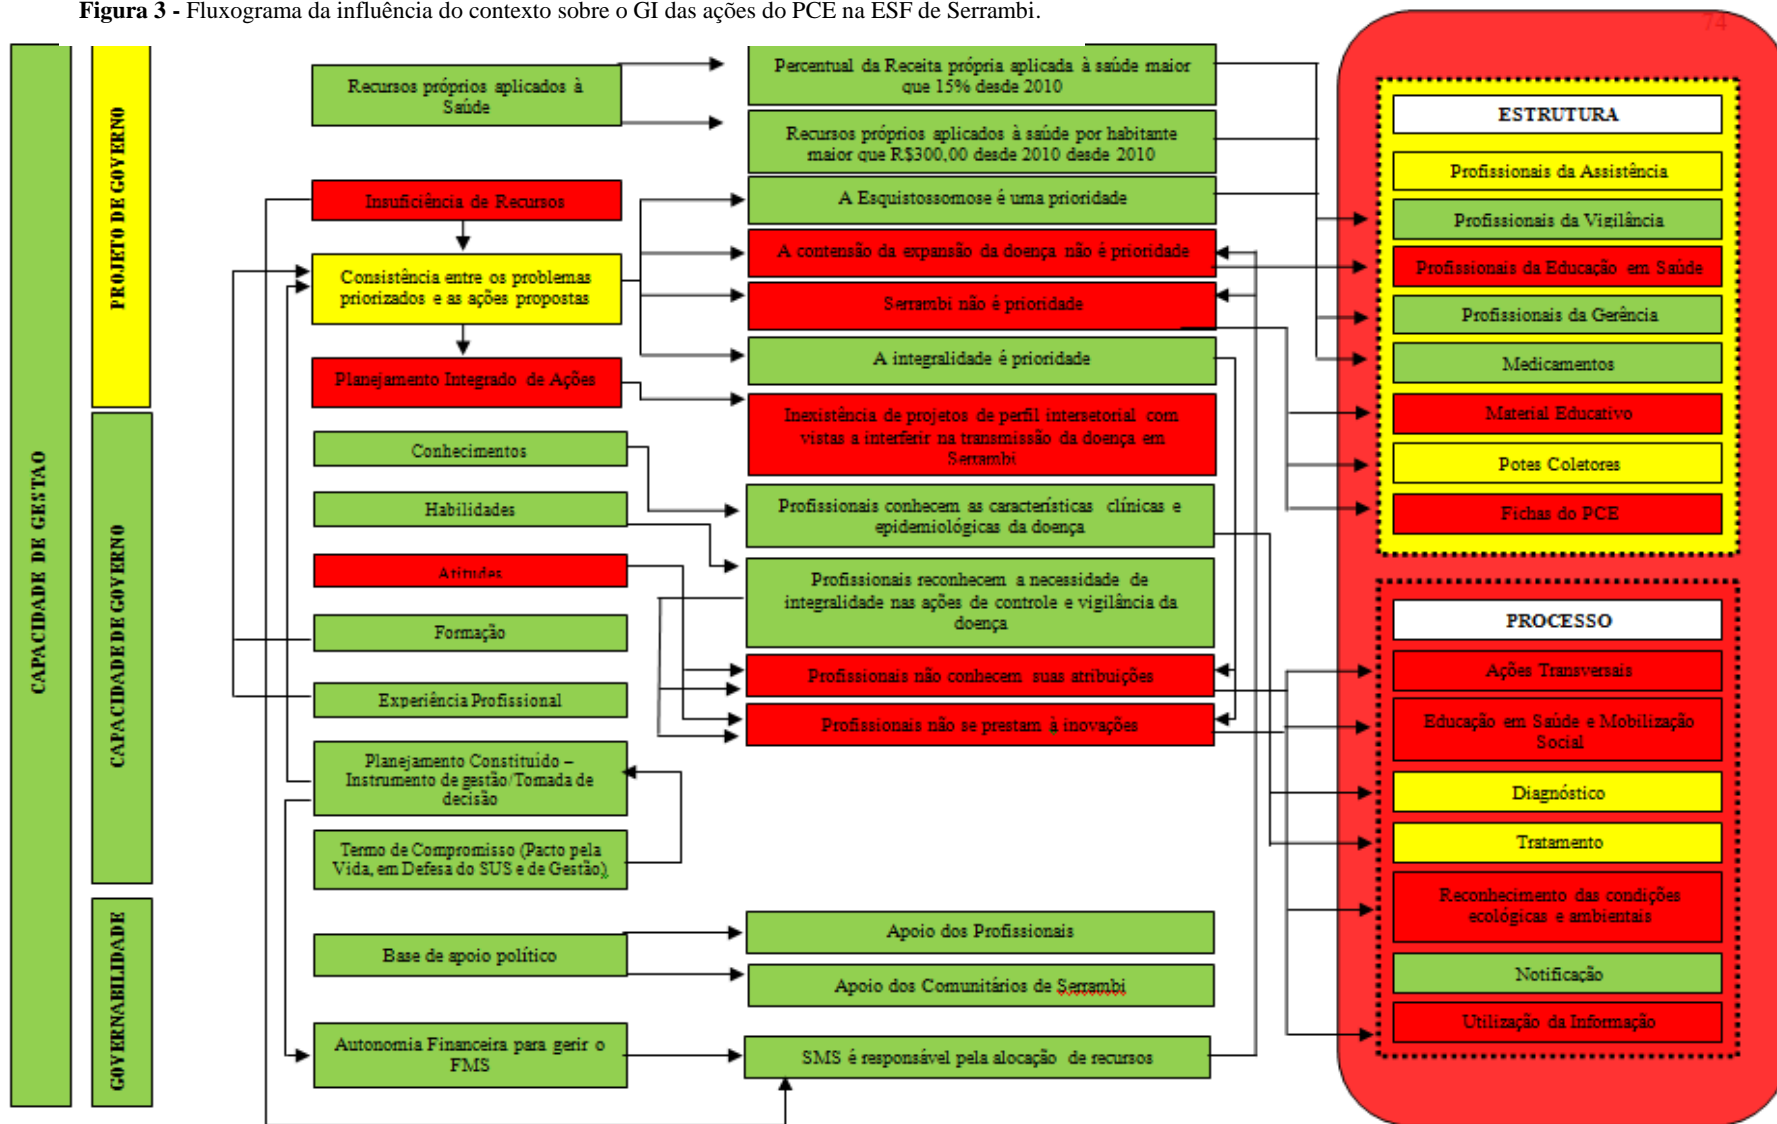 Figura 3 - Fluxograma da influência do contexto sobre o GI das ações do PCE na ESF de Serrambi.
74
CAPACIDADE DE GESTAO
PROJETO DE GOVERNO
CAPACIDADE DE GOVERNO
GOVERNABILIDADE
Recursos próprios aplicados à
Saúde
Insuficiência de Recursos
Consistência entre os problemas
priorizados e as ações propostas
Planejamento Integrado de Ações
Conhecimentos
Habilidades
Atitudes
Formação
Experiência Profissional
Planejamento Constituido –
Instrumento de gestão/Tomada de
decisão
Termo de Compromisso (Pacto pela
Vida, em Defesa do SUS e de Gestão)
Base de apoio político
Autonomia Financeira para gerir o
FMS
Percentual da Receita própria aplicada à saúde maior
que 15% desde 2010
Recursos próprios aplicados à saúde por habitante
maior que R$300,00 desde 2010 desde 2010
A Esquistossomose é uma prioridade
A contensão da expansão da doença não é prioridade
Serrambi não é prioridade
A integralidade é prioridade
Inexistência de projetos de perfil intersetorial com
vistas a interferir na transmissão da doença em
Serrambi
Profissionais conhecem as características clínicas e
epidemiológicas da doença
Profissionais reconhecem a necessidade de
integralidade nas ações de controle e vigilância da
doença
Profissionais não conhecem suas atribuições
Profissionais não se prestam à inovações
Apoio dos Profissionais
Apoio dos Comunitários de Serrambi
SMS é responsável pela alocação de recursos
ESTRUTURA
Profissionais da Assistência
Profissionais da Vigilância
Profissionais da Educação em Saúde
Profissionais da Gerência
Medicamentos
Material Educativo
Potes Coletores
Fichas do PCE
PROCESSO
Ações Transversais
Educação em Saúde e Mobilização
Social
Diagnóstico
Tratamento
Reconhecimento das condições
ecológicas e ambientais
Notificação
Utilização da Informação